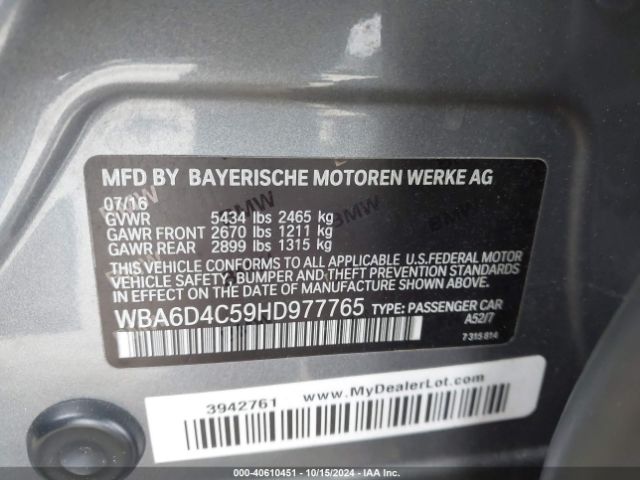 MFD BY BAYERISCHE MOTOREN WERKE AG
07/16
GVWR 5434 lbs 2465 kg
GAWR FRONT 2670 lbs 1211 kg
GAWR REAR 2899 lbs 1315 kg
THIS VEHICLE CONFORMS TO ALL APPLICABLE U.S.FEDERAL MOTOR
VEHICLE SAFETY, BUMPER AND THEFT PREVENTION STANDARDS
IN EFFECT ON THE DATE OF MANUFACTURE SHOWN ABOVE.
WBA6D4C59HD977765 TYPE: PASSENGER CAR
A52/7
7315814
3942761 www.MyDealerLot.com
000-40610451 - 10/15/2024 - IAA Inc.